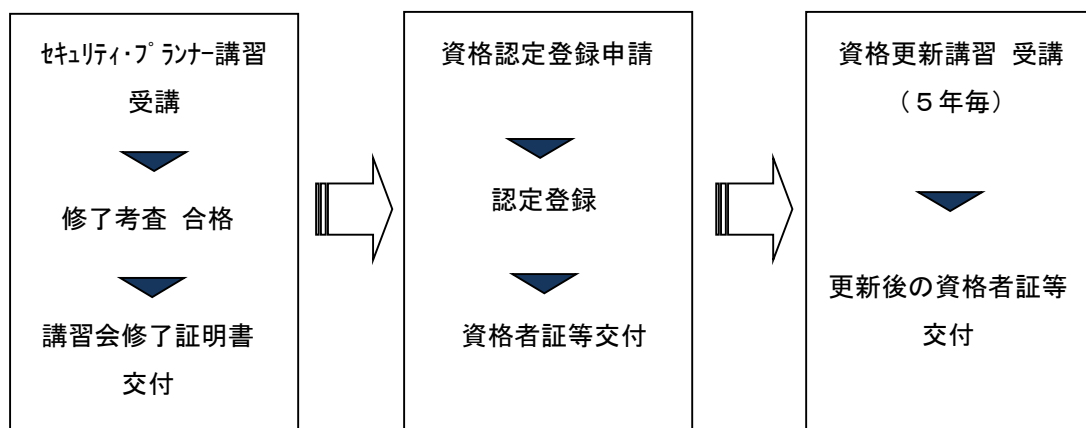 ｾｷｭﾘﾃｨ･ﾌﾟﾗﾝﾅｰ講習
受講
修了考査 合格
講習会修了証明書
交付
資格認定登録申請
認定登録
資格者証等交付
資格更新講習 受講
（５年毎）
更新後の資格者証等
交付